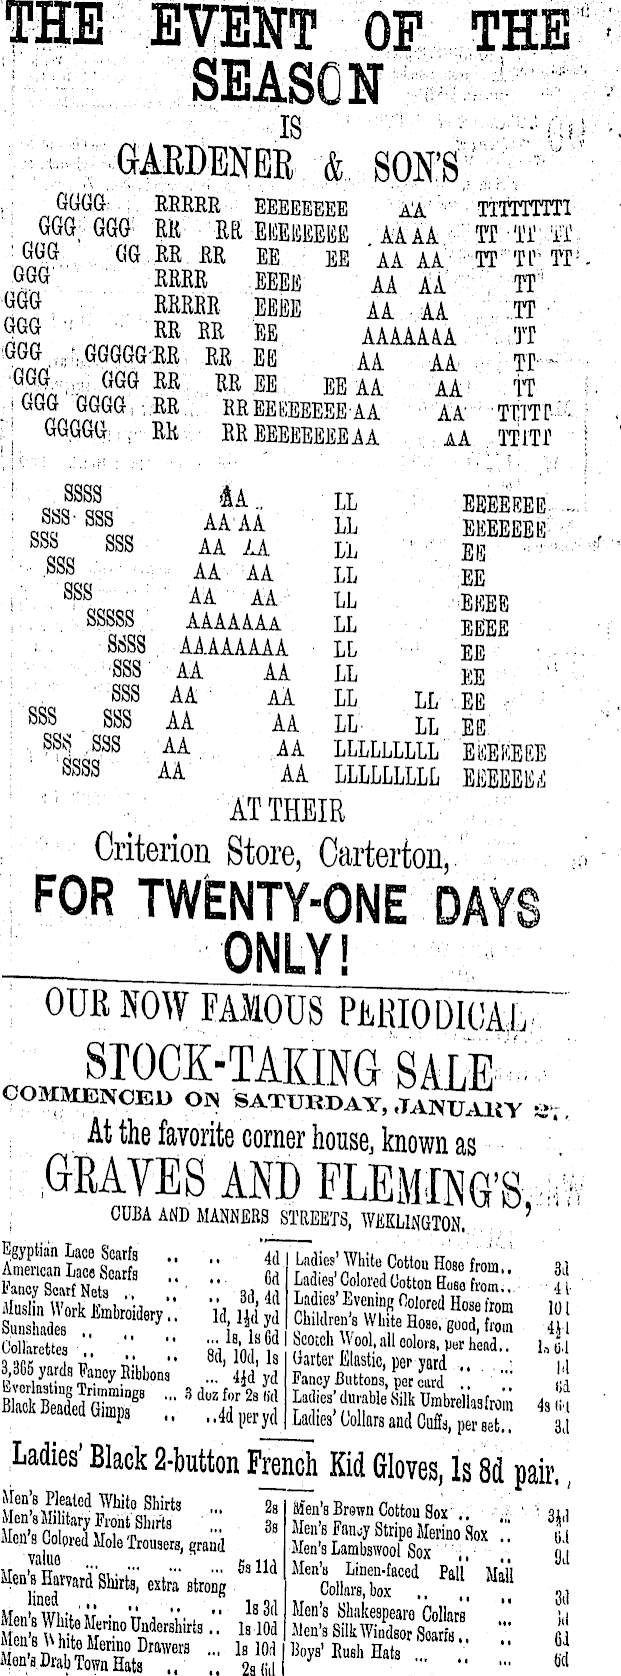 THE EVENT OF THE
SEASON
IS
GARDENER & SON'S
GGGG RRRRR EEEEEEEE AA TTTTTTTTT
GGG GGG RR RR EEEEEEEE AA AA TT TT TT
GGG GG RR RR EE EE AA AA TT TT TT
GGG RRRR EEEE AA AA TT
GGG RRRRR EEEE AA AA TT
GGG RR RR EE AAAAAAA TT
GGG GGGGG RR RR EE AA AA TT
GGG GGG RR RR EE EE AA AA TT
GGG GGGG RR RR EEEEEEEE AA AA TTTTT
GGGGG RR RR EEEEEEEE AA AA TTTTT
SSSS AA LL EEEEEEE
SSS SSS AA AA LL EEEEEEE
SSS SSS AA AA LL EE
SSS AA AA LL EE
SSS AA AA LL EEEE
SSSSS AAAAAAA LL EEEE
SSSS AAAAAAAA LL EE
SSS AA AA LL EE
SSS AA AA LL LL EE
SSS SSS AA AA LL LL EE
SSS SSS AA AA LLLLLLLLL EEEEEEE
SSSS AA AA LLLLLLLLL EEEEEEE
AT THEIR
Criterion Store, Carterton,
FOR TWENTY-ONE DAYS
ONLY!
OUR NOW FAMOUS PERIODICAL
STOCK-TAKING SALE
COMMENCED ON SATURDAY, JANUARY 27.
At the favorite corner house, known as
GRAVES AND FLEMING'S,
CUBA AND MANNERS STREETS, WEKLINGTON.
Egyptian Lace Scarfs .. .. 4d
American Lace Scarfs .. .. 6d
Fancy Scarf Nets .. .. .. 3d, 4d
Muslin Work Embroidery .. 1d, 1½d yd
Sunshades .. .. ... 1s, 1s 6d
Collarettes .. .. .. 8d, 10d, 1s
3,365 yards Fancy Ribbons ... 4½d yd
Everlasting Trimmings ... 3 doz for 2s 6d
Black Beaded Gimps .. .. 4d per yd
Ladies' White Cotton Hose from.. 3d
Ladies' Colored Cotton Hose from..
Ladies' Evening Colored Hose from
Children's White Hose, good, from
Scotch Wool, all colors, per head..
Garter Elastic, per yard .. ...
Fancy Buttons, per card .. .. 6d
Ladies' durable Silk Umbrellas from
Ladies' Collars and Cuffs, per set.. 3d
Ladies' Black 2-button French Kid Gloves, 1s 8d pair.
Men's Pleated White Shirts ... 2s
Men's Military Front Shirts ... 3s
Men's Colored Mole Trousers, grand
value ... ... ... ... 5s 11d
Men's Harvard Shirts, extra strong
lined .. .. .. .. 1s 3d
Men's White Merino Undershirts .. 1s 10d
Men's White Merino Drawers ... 1s 10d
Men's Drab Town Hats .. .. 2s 6d
Men's Brown Cotton Sox .. ... 3½d
Men's Fancy Stripe Merino Sox ..
Men's Lambswool Sox .. .. 9d
Men's Linen-faced Pall Mall
Collars, box .. .. .. 3d
Men's Shakespeare Collars ...
Men's Silk Windsor Scarfs .. .. 6d
Boys' Rush Hats ... .. ... 6d